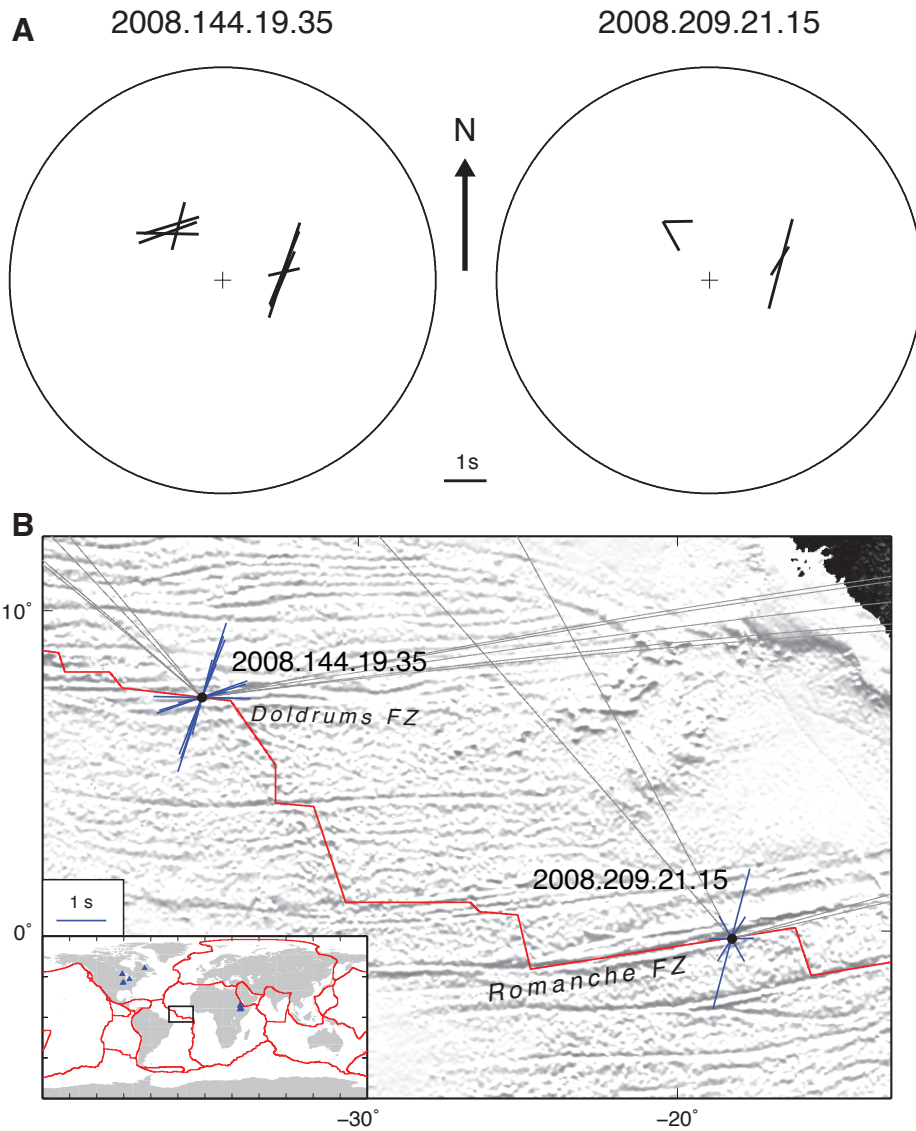 A
2008.144.19.35
2008.209.21.15
N
1s
B
10°
2008.144.19.35
Doldrums FZ
2008.209.21.15
1 s
0°
Romanche FZ
−30°
−20°